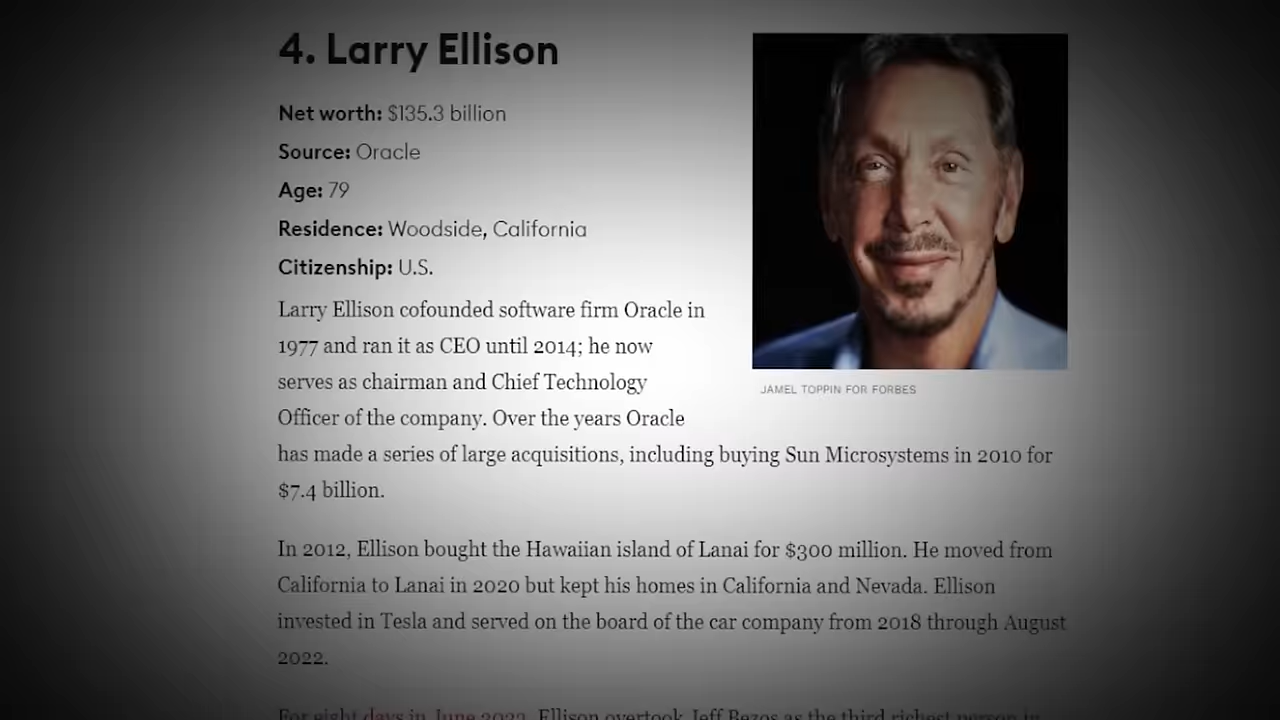 4. Larry Ellison
Net worth: $135.3 billion
Source: Oracle
Age: 79
Residence: Woodside, California
Citizenship: U.S.
Larry Ellison cofounded software firm Oracle in
1977 and ran it as CEO until 2014; he now
serves as chairman and Chief Technology
Officer of the company. Over the years Oracle
has made a series of large acquisitions, including buying Sun Microsystems in 2010 for
$7.4 billion.
JAMEL TOPPIN FOR FORBES
In 2012, Ellison bought the Hawaiian island of Lanai for $300 million. He moved from
California to Lanai in 2020 but kept his homes in California and Nevada. Ellison
invested in Tesla and served on the board of the car company from 2018 through August
2022.
For eight days in June 2023, Ellison overtook Jeff Bezos as the third richest person in